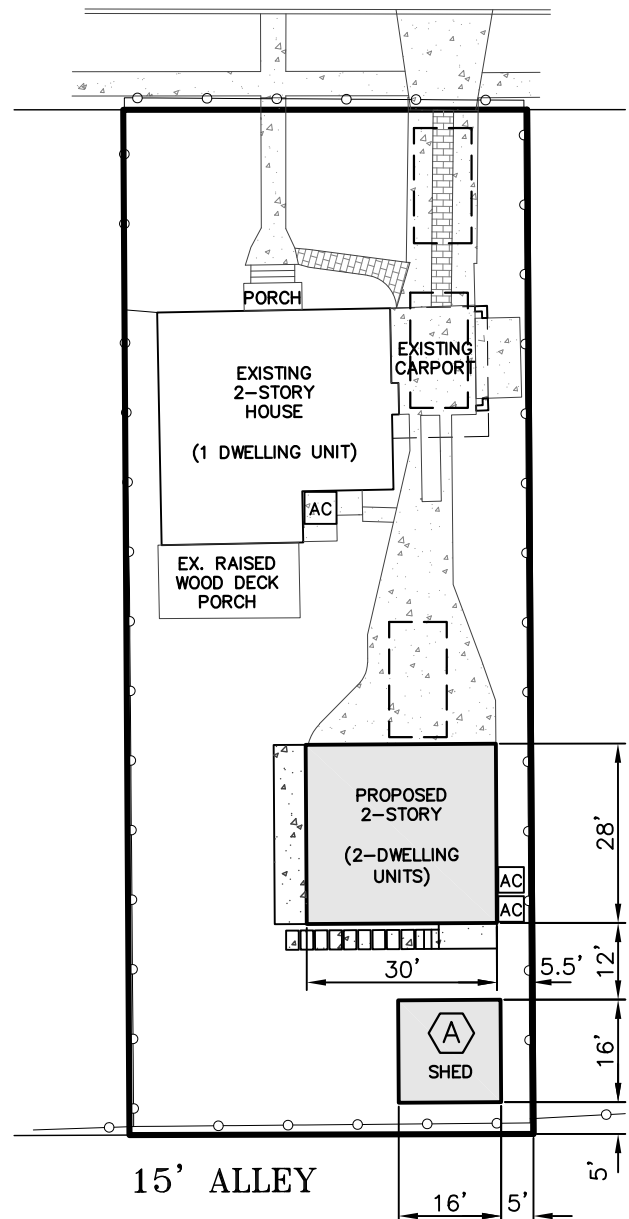 PORCH
EXISTING
2-STORY
HOUSE
(1 DWELLING UNIT)
EXISTING
CARPORT
AC
EX. RAISED
WOOD DECK
PORCH
PROPOSED
2-STORY
(2-DWELLING
UNITS)
AC
AC
28'
30'
5.5'
12'
A
SHED
16'
15' ALLEY
16'
5'
5'